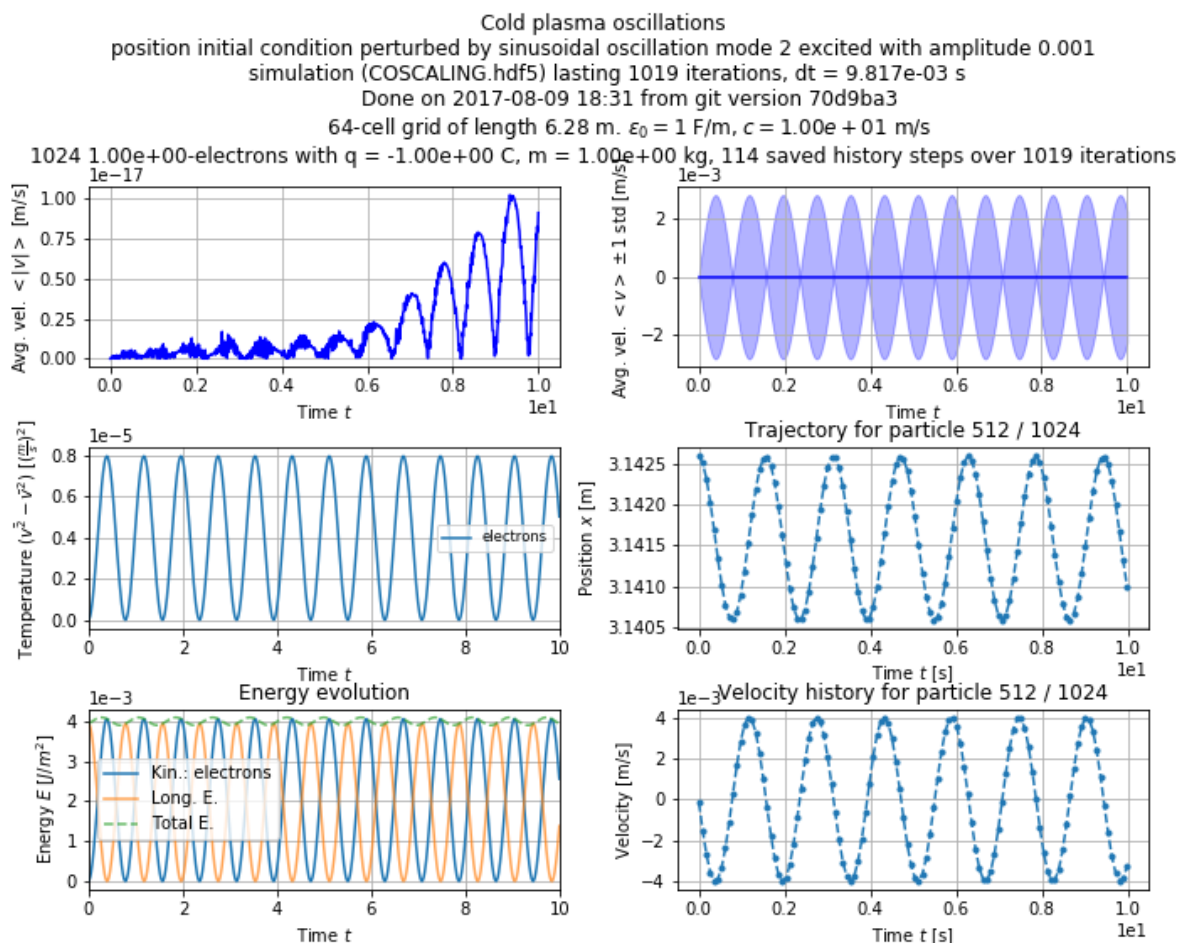 Cold plasma oscillations
position initial condition perturbed by sinusoidal oscillation mode 2 excited with amplitude 0.001
simulation (COSCALING.hdf5) lasting 1019 iterations, dt = 9.817e-03 s
Done on 2017-08-09 18:31 from git version 70d9ba3
64-cell grid of length 6.28 m. ε₀ = 1 F/m, c = 1.00e + 01 m/s
1024 1.00e+00-electrons with q = -1.00e+00 C, m = 1.00e+00 kg, 114 saved history steps over 1019 iterations
1e−17
Avg. vel. < |v| > [m/s]
1.00
0.75
0.50
0.25
0.00
0.0 0.2 0.4 0.6 0.8 1.0
1e1
Time t
1e−3
Avg. vel. < v > ±1 std [m/s]
2
0
−2
0.0 0.2 0.4 0.6 0.8 1.0
1e1
Time t
1e−5
Temperature (v̄² − v̄²) [(m/s)²]
0.8
0.6
0.4
0.2
0.0
electrons
0 2 4 6 8 10
Time t
Trajectory for particle 512 / 1024
Position x [m]
3.1425
3.1420
3.1415
3.1410
3.1405
0.0 0.2 0.4 0.6 0.8 1.0
1e1
Time t [s]
Energy evolution
1e−3
Energy E [J/m²]
4
3
2
1
0
Kin.: electrons
Long. E.
Total E.
0 2 4 6 8 10
Time t
Velocity history for particle 512 / 1024
1e−3
Velocity [m/s]
4
2
0
−2
−4
0.0 0.2 0.4 0.6 0.8 1.0
1e1
Time t [s]